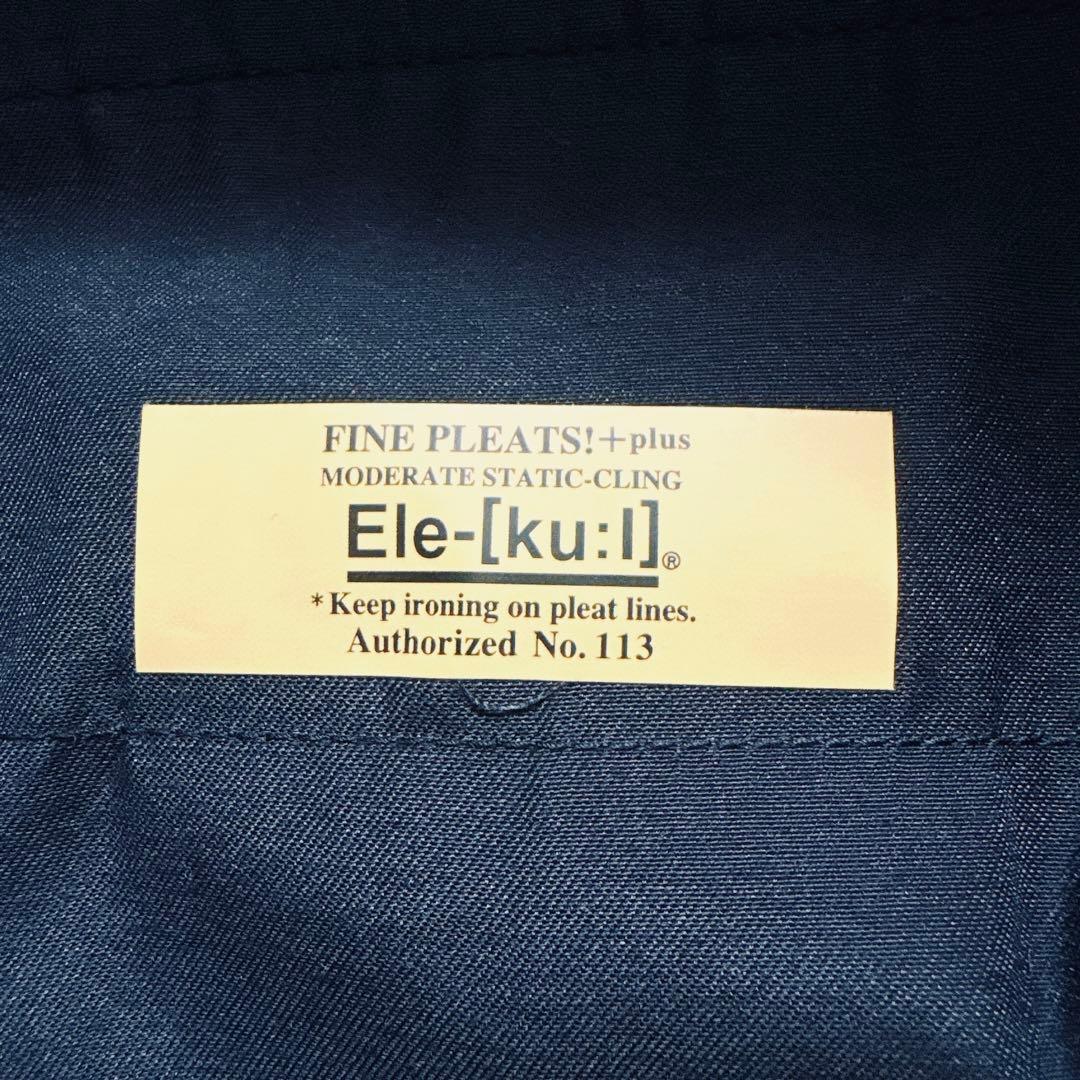 FINE PLEATS!+plus
MODERATE STATIC-CLING
Ele-[ku:l]®
*Keep ironing on pleat lines.
Authorized No. 113